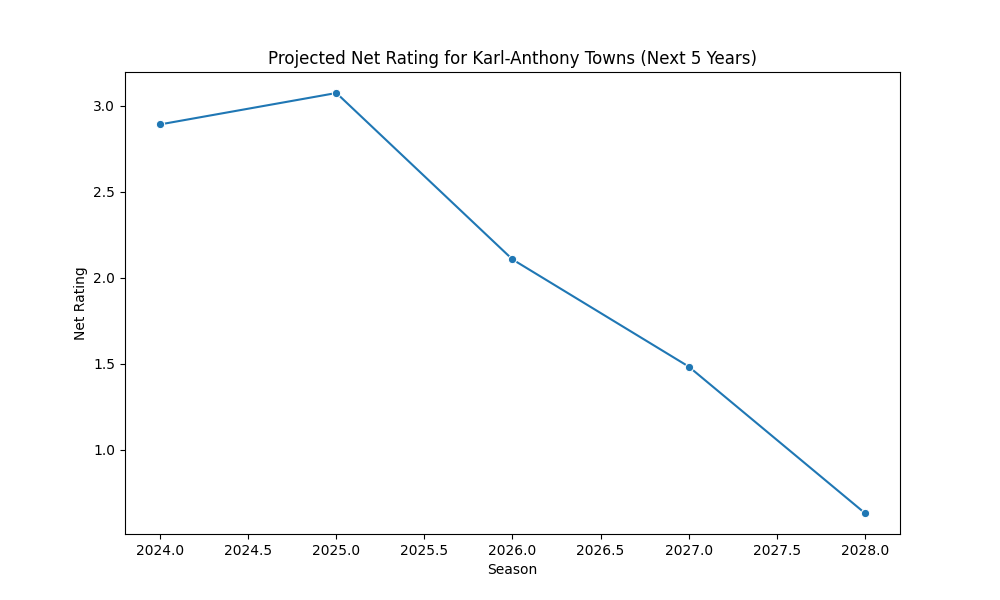 Projected Net Rating for Karl-Anthony Towns (Next 5 Years)
3.0
2.5
2.0
1.5
1.0
Net Rating
2024.0 2024.5 2025.0 2025.5 2026.0 2026.5 2027.0 2027.5 2028.0
Season